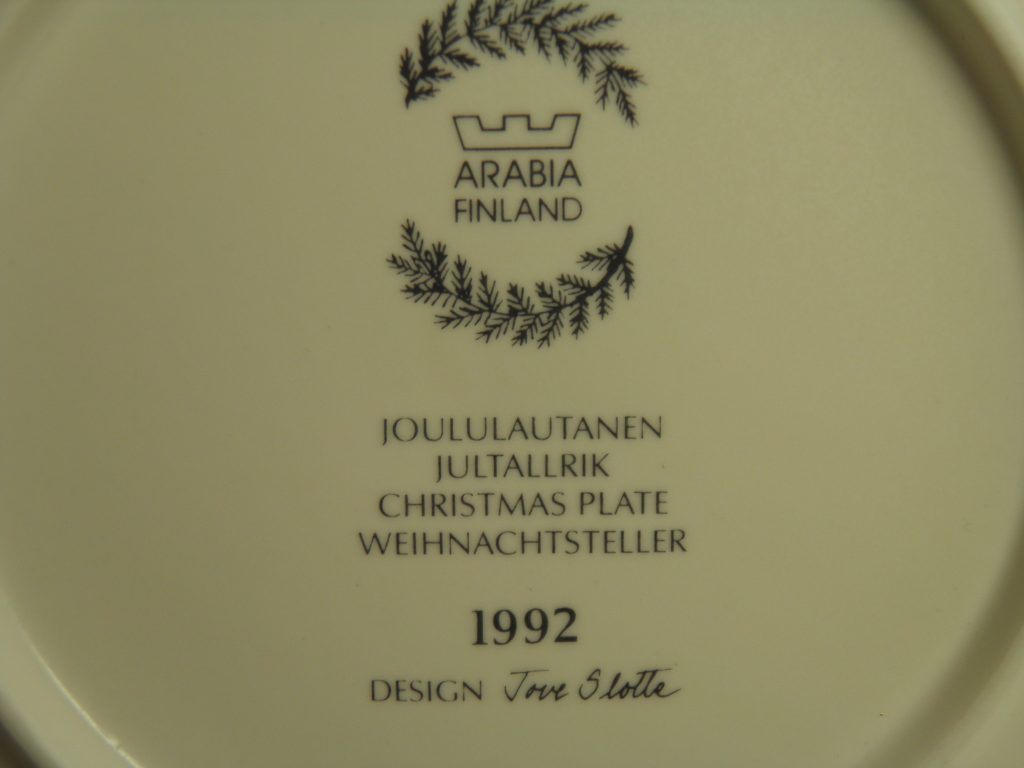 ARABIA
FINLAND
JOULULAUTANEN
JULTALLRIK
CHRISTMAS PLATE
WEIHNACHTSTELLER
1992
DESIGN Tove Slotte